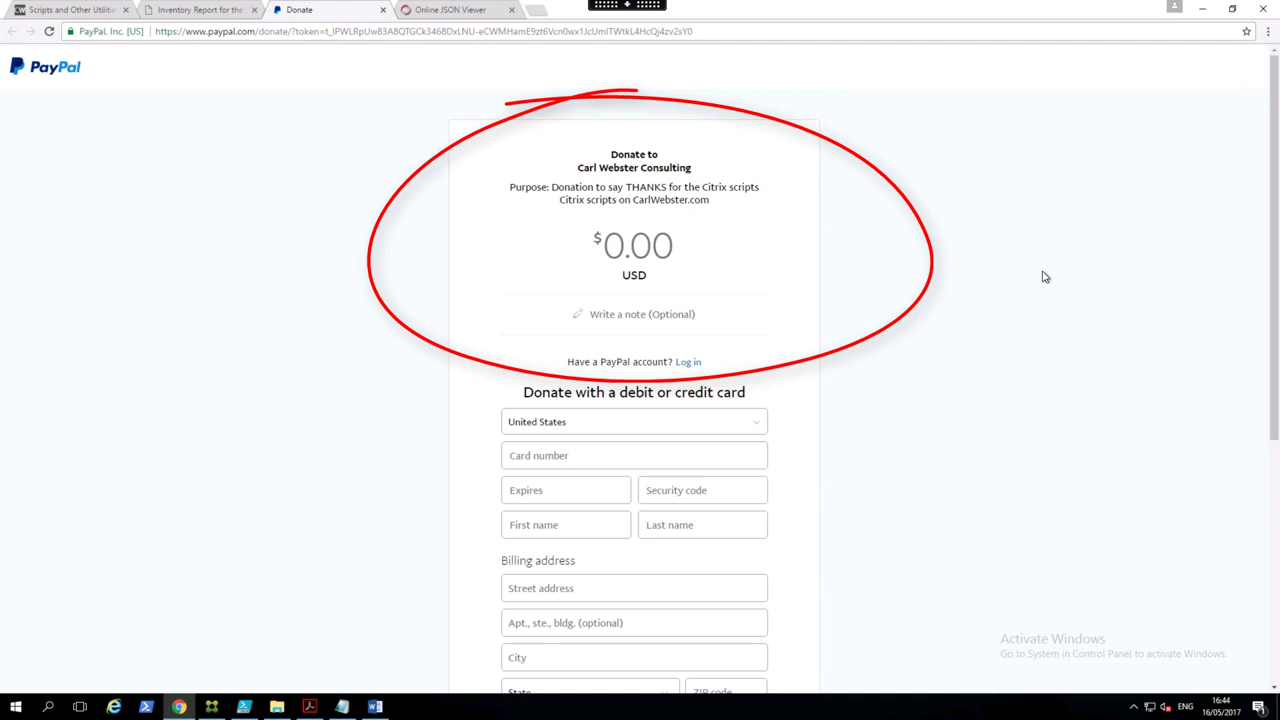 Scripts and Other Utilitie
Inventory Report for the
Donate
Online JSON Viewer
PayPal, Inc. [US]
PayPal
Donate to
Carl Webster Consulting
Purpose: Donation to say THANKS for the Citrix scripts
Citrix scripts on CarlWebster.com
$0.00
USD
Write a note (Optional)
Have a PayPal account? Log in
Donate with a debit or credit card
United States
Card number
Expires
Security code
First name
Last name
Billing address
Street address
Apt., ste., bldg. (optional)
City
State
ZIP code
Activate Windows
Go to System in Control Panel to activate Windows.
ENG
16:44
16/05/2017